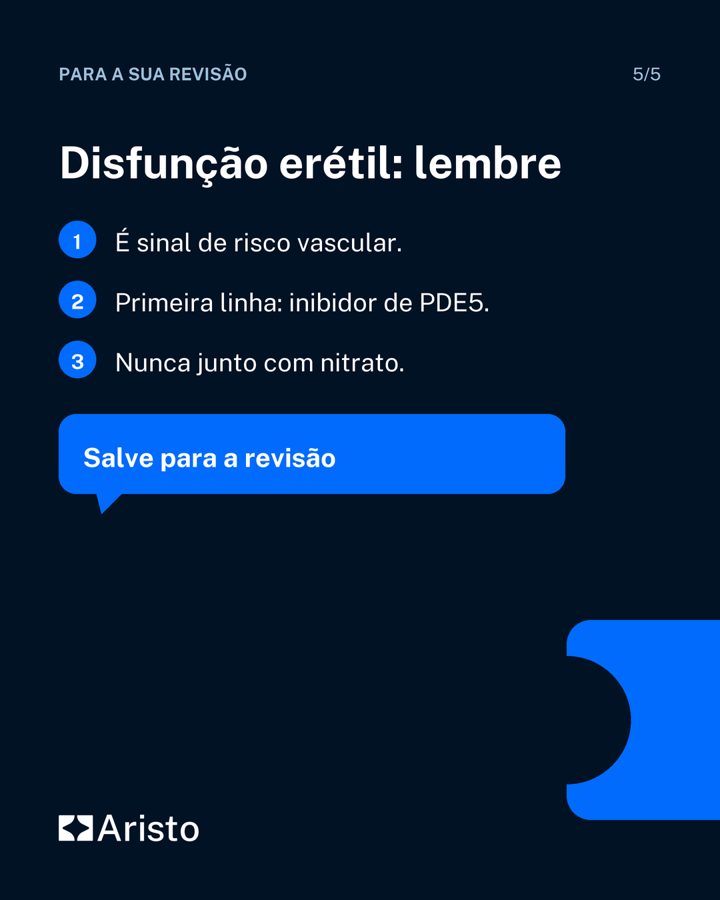 PARA A SUA REVISÃO
5/5
Disfunção erétil: lembre
1 É sinal de risco vascular.
2 Primeira linha: inibidor de PDE5.
3 Nunca junto com nitrato.
Salve para a revisão
Aristo